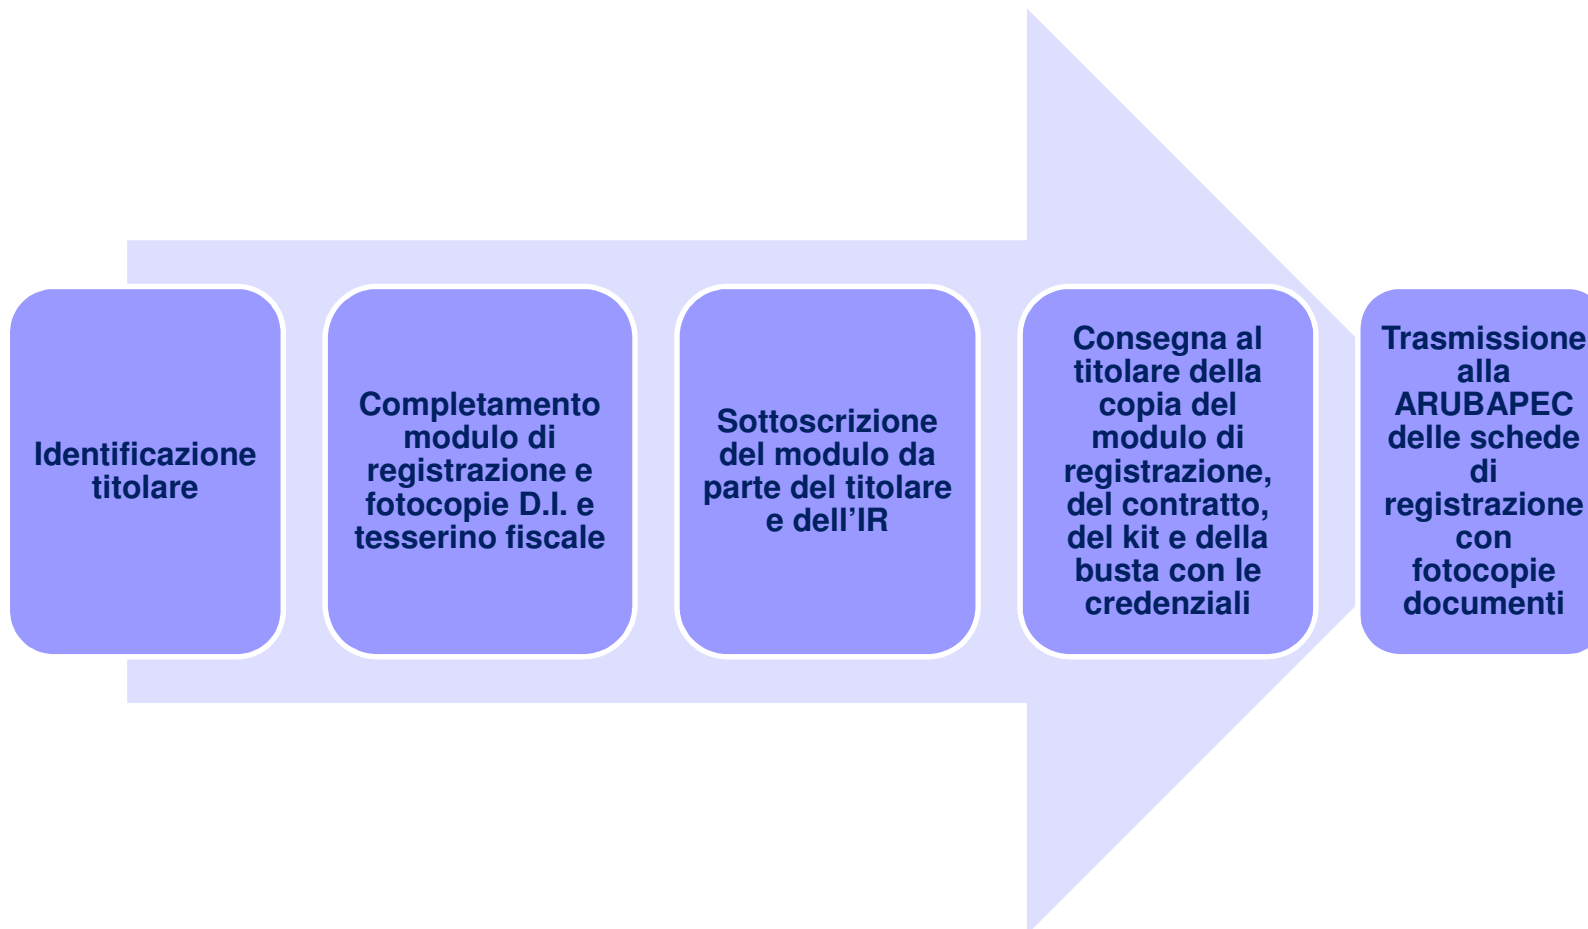 Identificazione
titolare
Completamento
modulo di
registrazione e
fotocopie D.I. e
tesserino fiscale
Sottoscrizione
del modulo da
parte del titolare
e dell’IR
Consegna al
titolare della
copia del
modulo di
registrazione,
del contratto,
del kit e della
busta con le
credenziali
Trasmissione
alla
ARUBAPEC
delle schede
di
registrazione
con
fotocopie
documenti